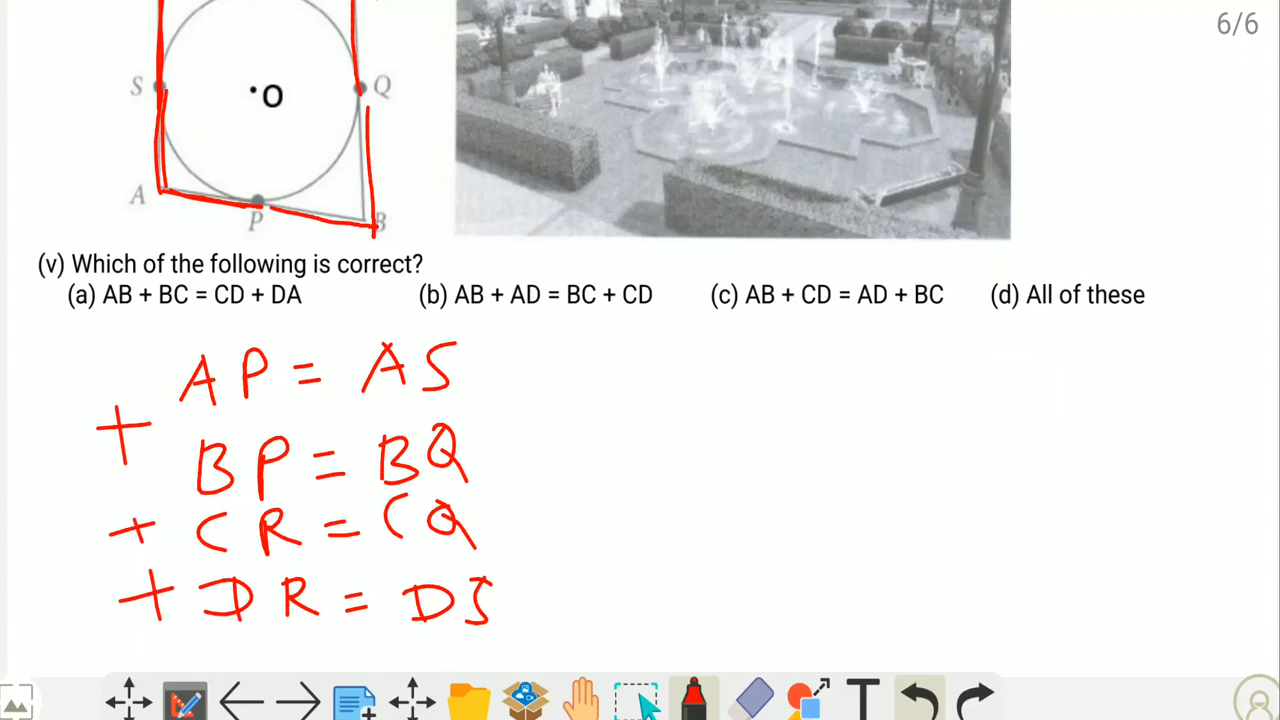 6/6
S
Q
O
A
P
B
(v) Which of the following is correct?
(a) AB + BC = CD + DA (b) AB + AD = BC + CD (c) AB + CD = AD + BC (d) All of these
AP = AS
+ BP = BQ
+ CR = CQ
+ DR = DS
T